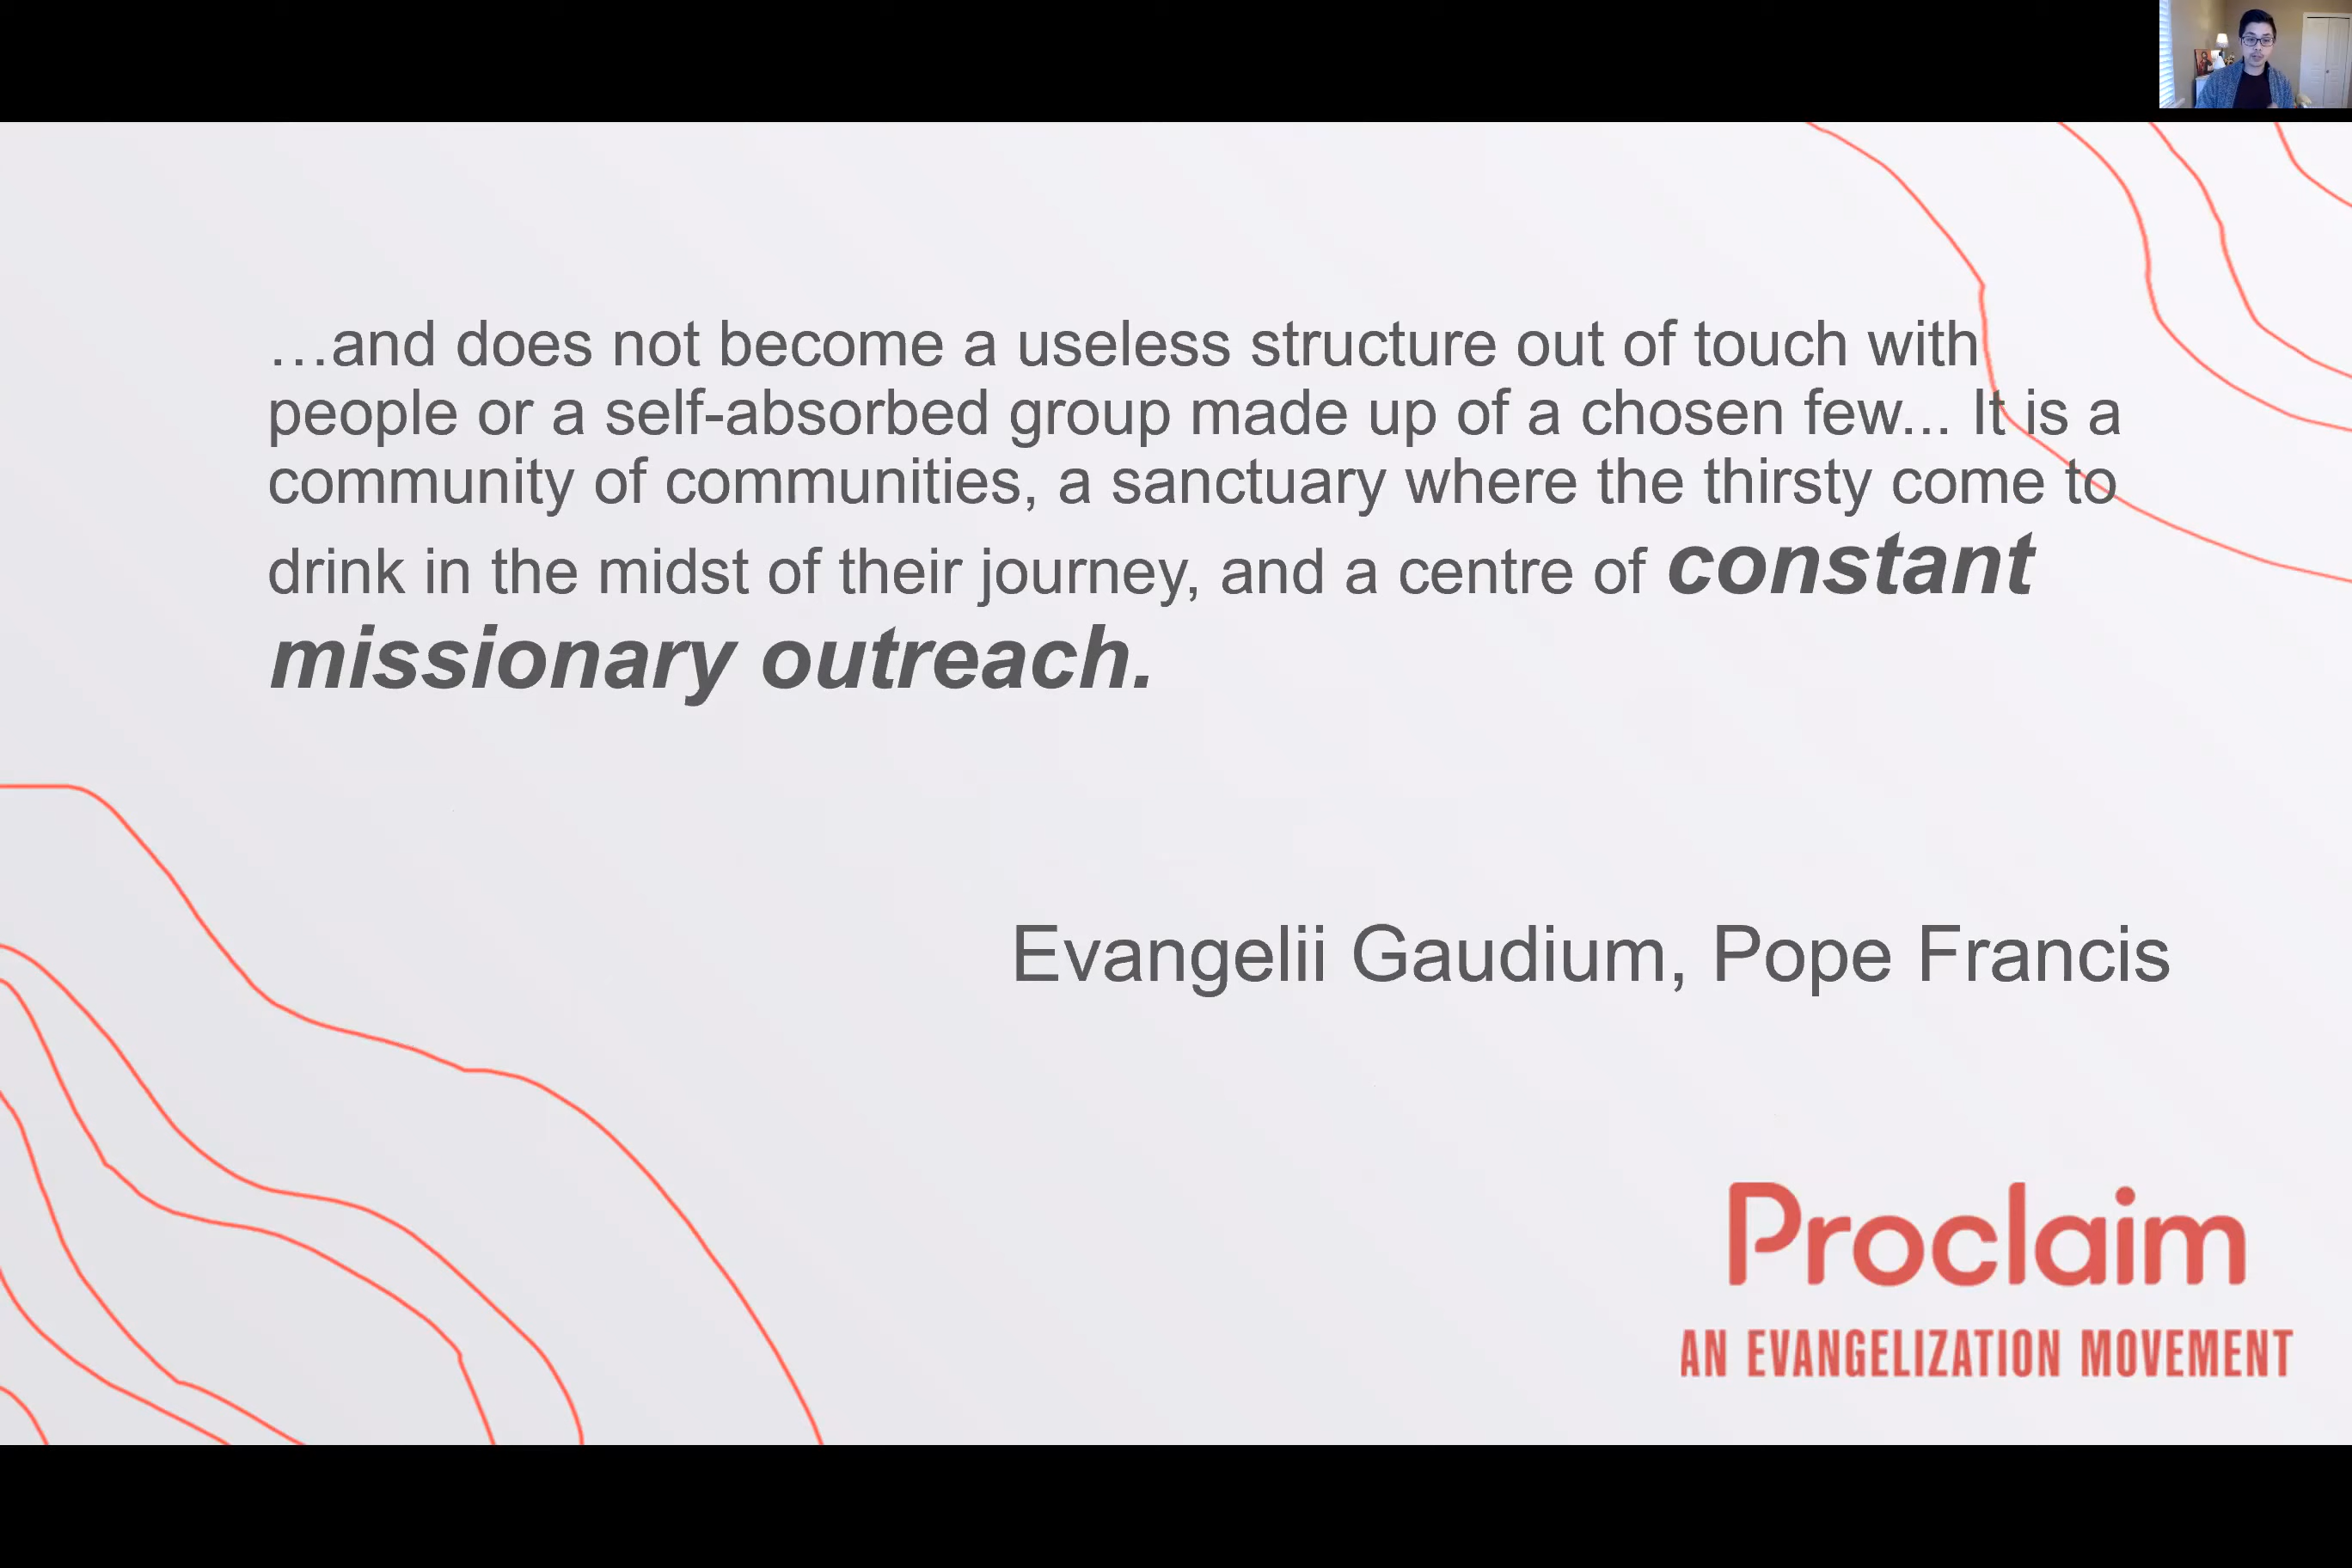 …and does not become a useless structure out of touch with
people or a self-absorbed group made up of a chosen few... It is a
community of communities, a sanctuary where the thirsty come to
drink in the midst of their journey, and a centre of constant
missionary outreach.
Evangelii Gaudium, Pope Francis
Proclaim
AN EVANGELIZATION MOVEMENT